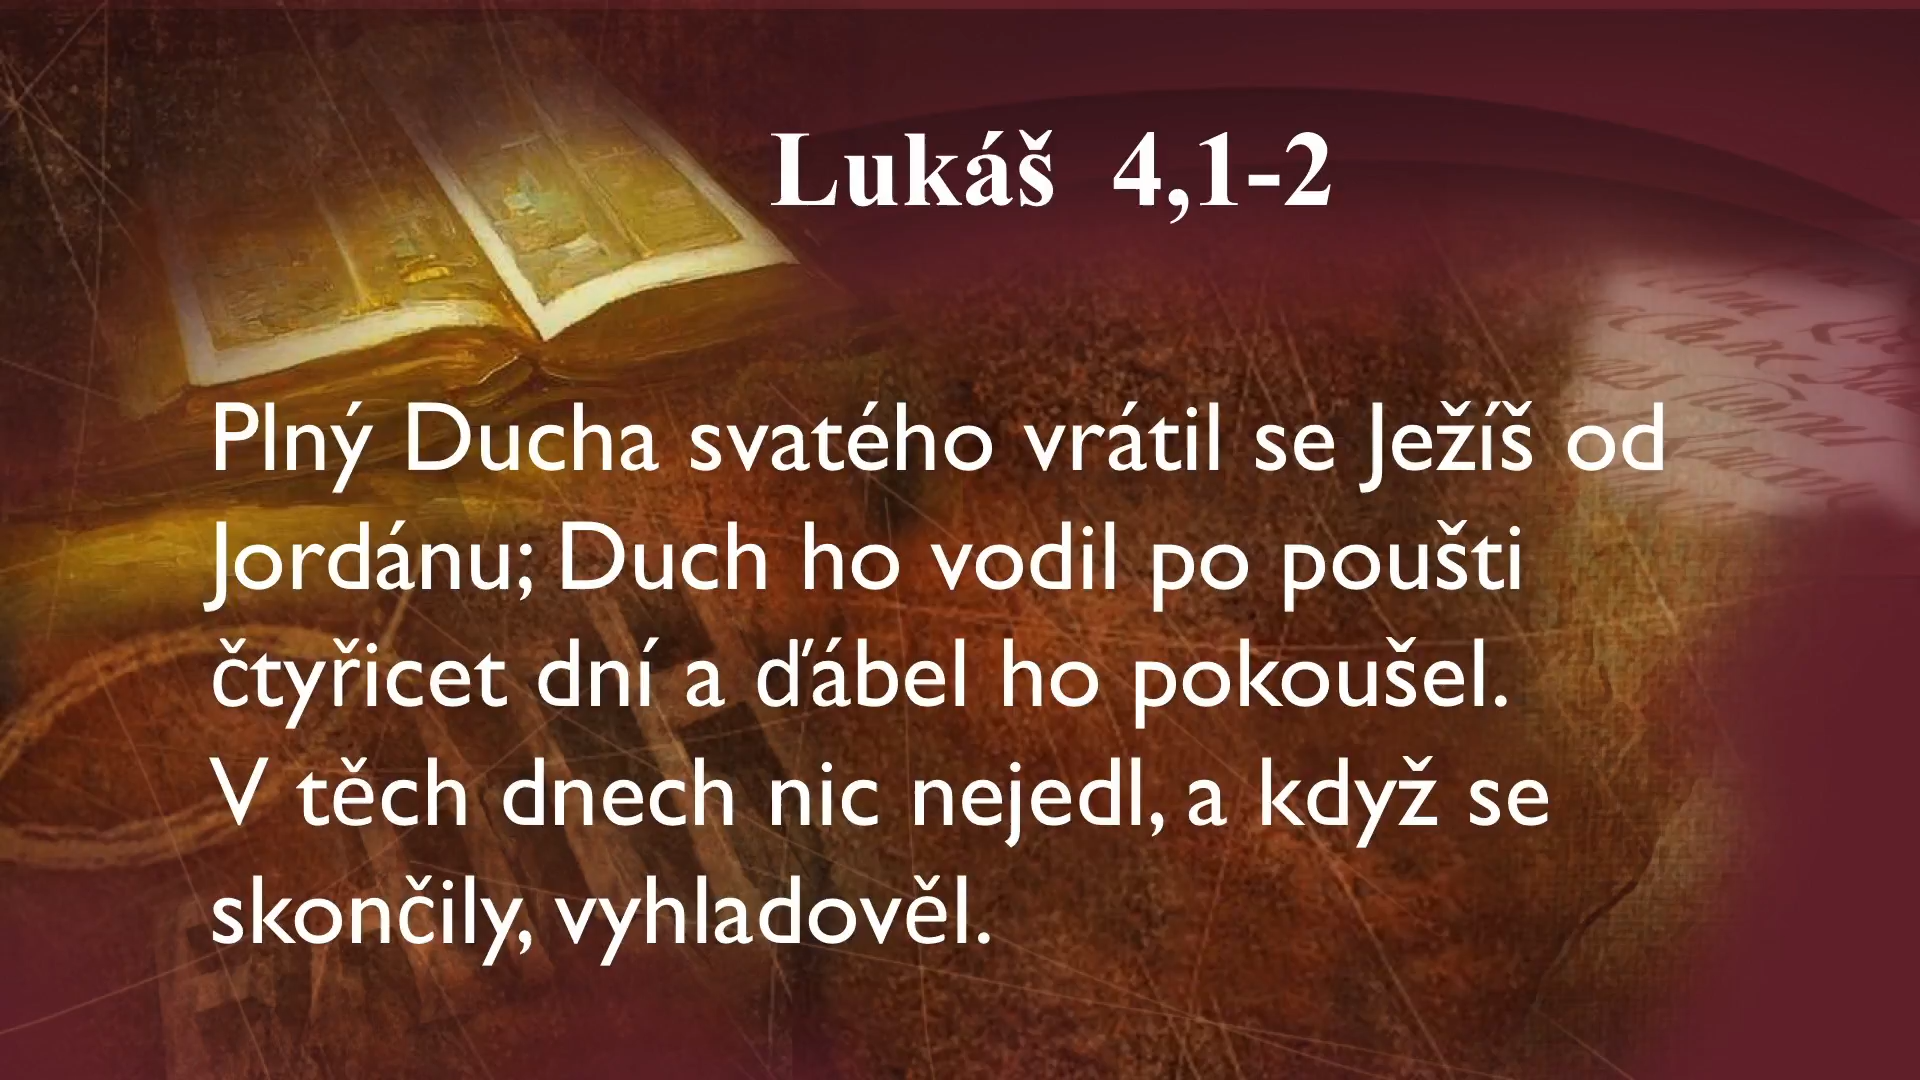 Lukáš 4,1-2
Plný Ducha svatého vrátil se Ježíš od
Jordánu; Duch ho vodil po poušti
čtyřicet dní a ďábel ho pokoušel.
V těch dnech nic nejedl, a když se
skončily, vyhladověl.